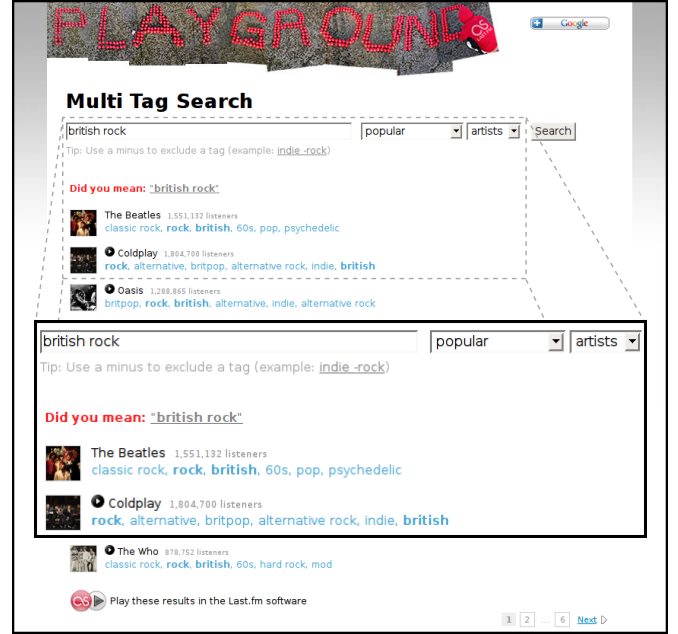 PLAYGROUND
Google
Multi Tag Search
british rock popular artists Search
Tip: Use a minus to exclude a tag (example: indie -rock)
Did you mean: "british rock"
The Beatles 1,551,132 listeners
classic rock, rock, british, 60s, pop, psychedelic
Coldplay 1,804,700 listeners
rock, alternative, britpop, alternative rock, indie, british
Oasis 1,288,865 listeners
britpop, rock, british, alternative, indie, alternative rock
british rock popular artists
Tip: Use a minus to exclude a tag (example: indie -rock)
Did you mean: "british rock"
The Beatles 1,551,132 listeners
classic rock, rock, british, 60s, pop, psychedelic
Coldplay 1,804,700 listeners
rock, alternative, britpop, alternative rock, indie, british
The Who 878,752 listeners
classic rock, rock, british, 60s, hard rock, mod
Play these results in the Last.fm software
1 2 ... 6 Next